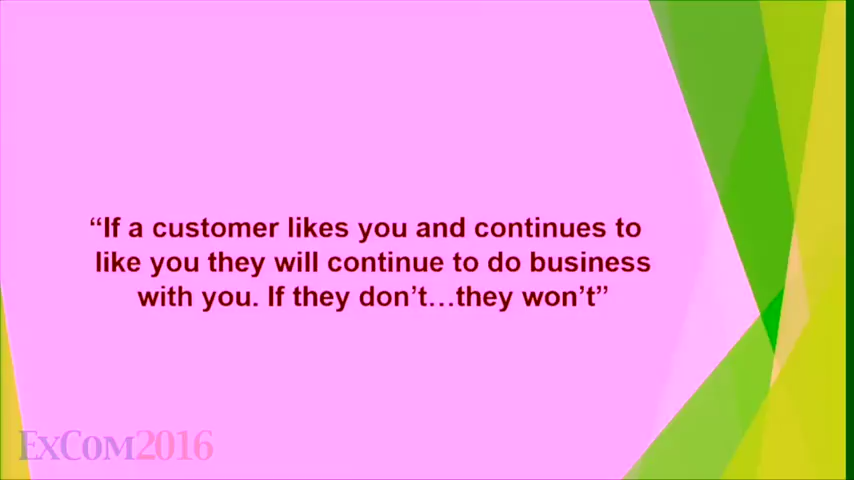 “If a customer likes you and continues to
like you they will continue to do business
with you. If they don’t…they won’t”
ExCom2016